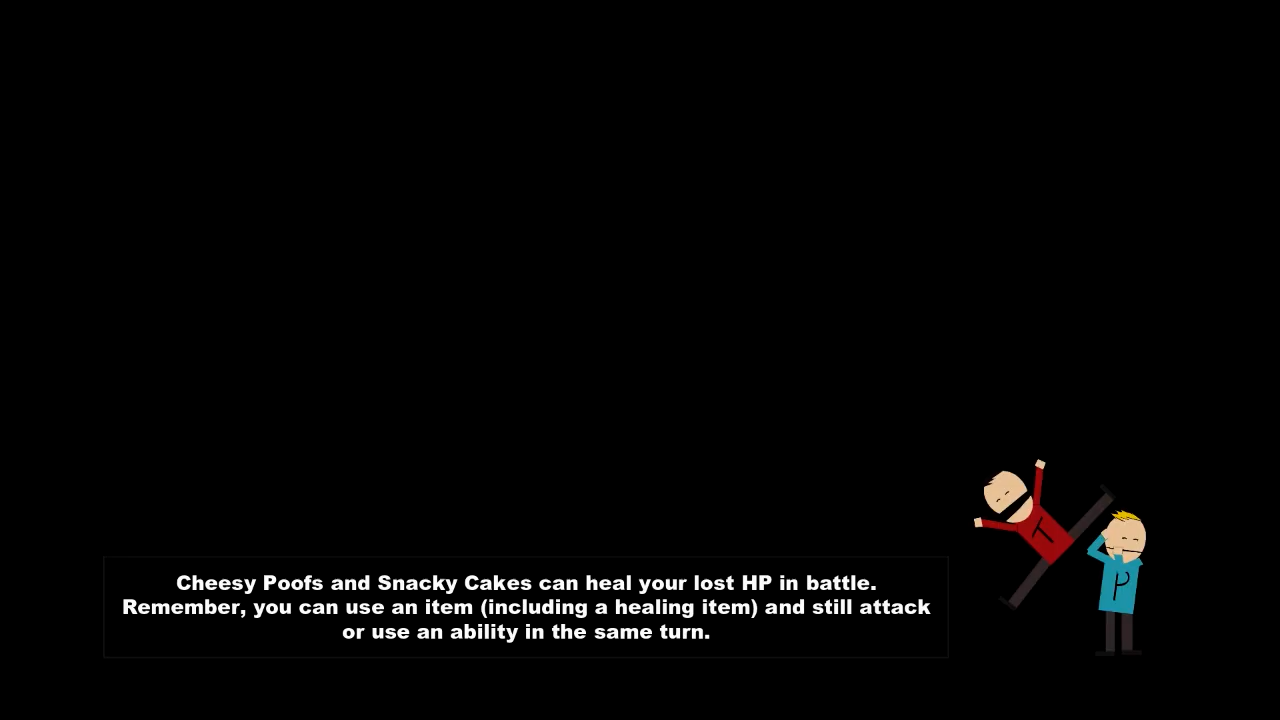 Cheesy Poofs and Snacky Cakes can heal your lost HP in battle.
Remember, you can use an item (including a healing item) and still attack
or use an ability in the same turn.
T
P